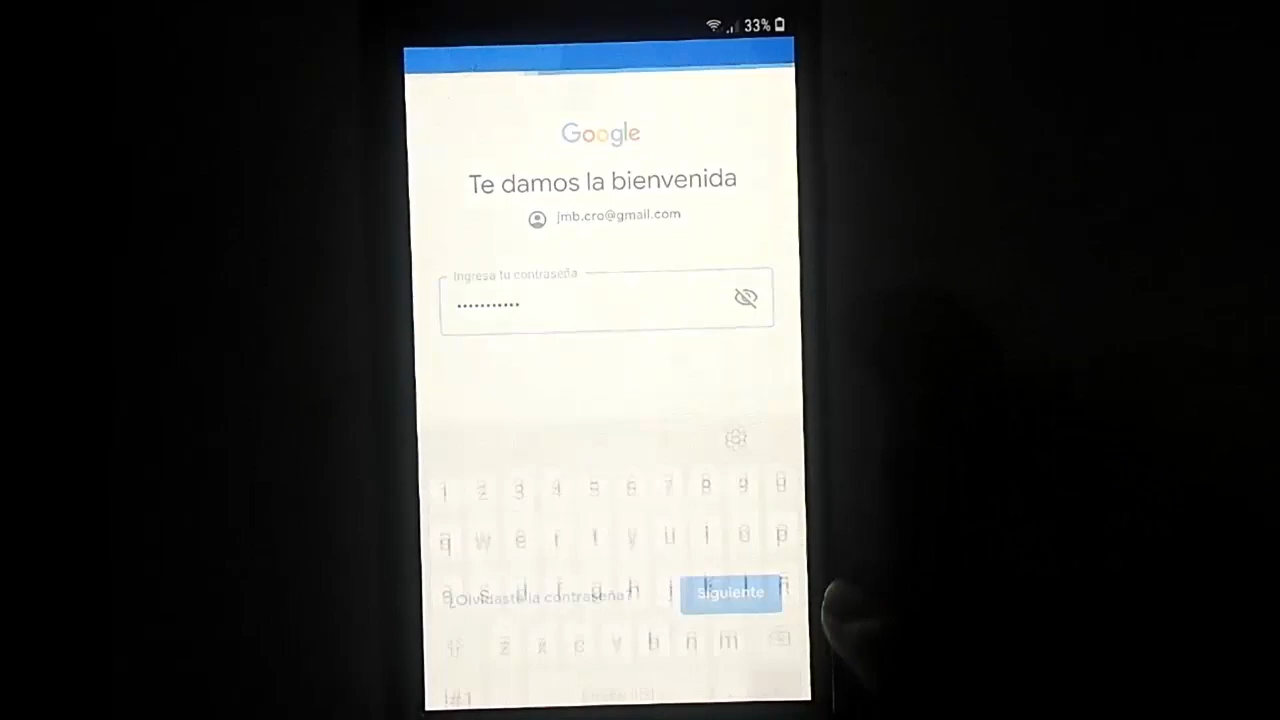 33%
Google
Te damos la bienvenida
jmb.cro@gmail.com
Ingresa tu contraseña
•••••••••••
1 2 3 4 5 6 7 8 9 0
q w e r t y u i o p
a s d f g h j k l ñ
¿Olvidaste la contraseña?
Siguiente
z x c v b n m
!#1